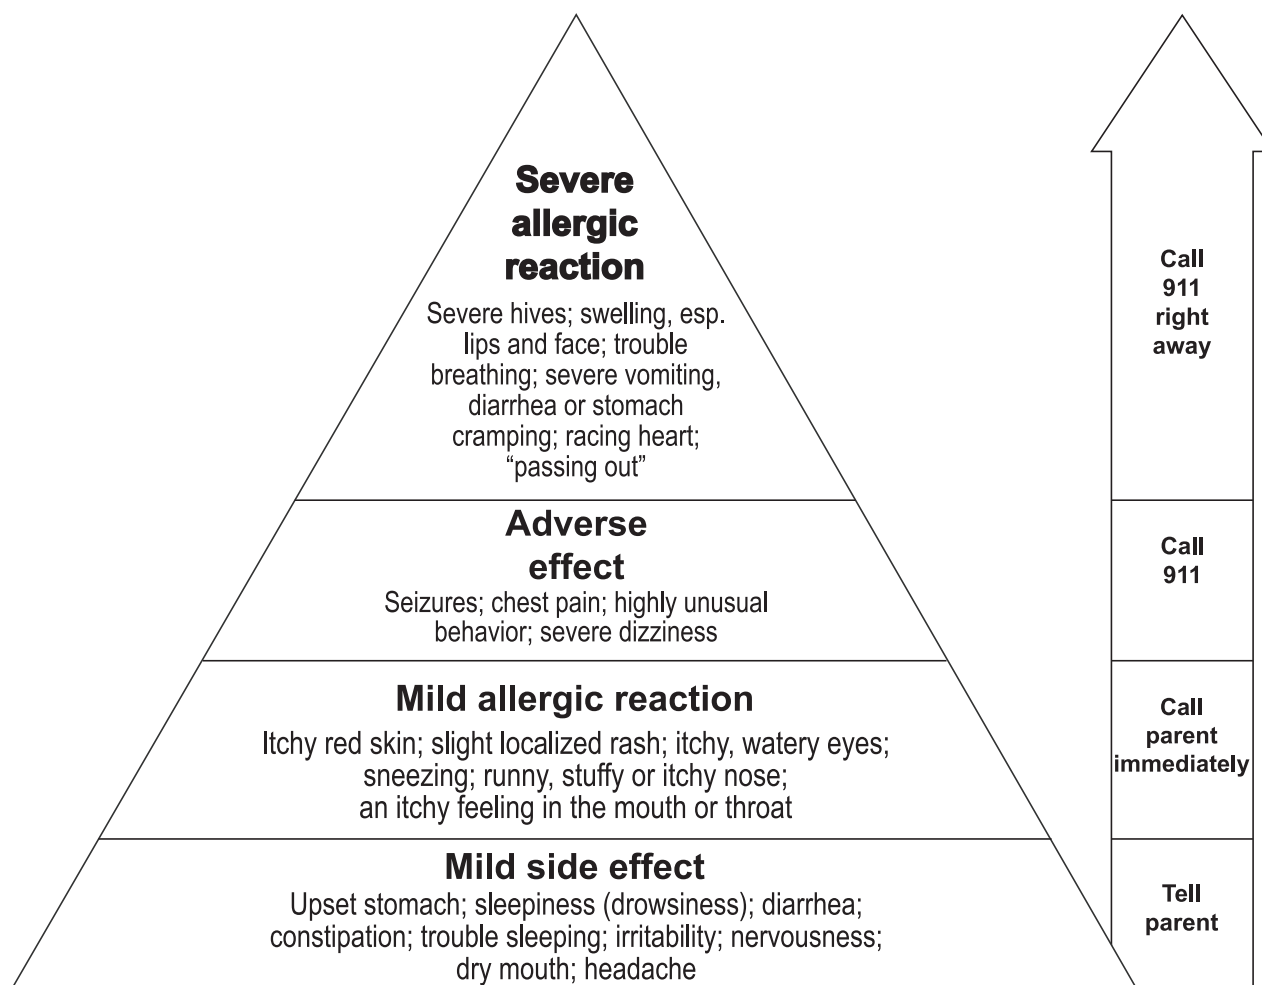 Severe
allergic
reaction
Severe hives; swelling, esp.
lips and face; trouble
breathing; severe vomiting,
diarrhea or stomach
cramping; racing heart;
“passing out”
Call
911
right
away
Adverse
effect
Seizures; chest pain; highly unusual
behavior; severe dizziness
Call
911
Mild allergic reaction
Itchy red skin; slight localized rash; itchy, watery eyes;
sneezing; runny, stuffy or itchy nose;
an itchy feeling in the mouth or throat
Call
parent
immediately
Mild side effect
Upset stomach; sleepiness (drowsiness); diarrhea;
constipation; trouble sleeping; irritability; nervousness;
dry mouth; headache
Tell
parent